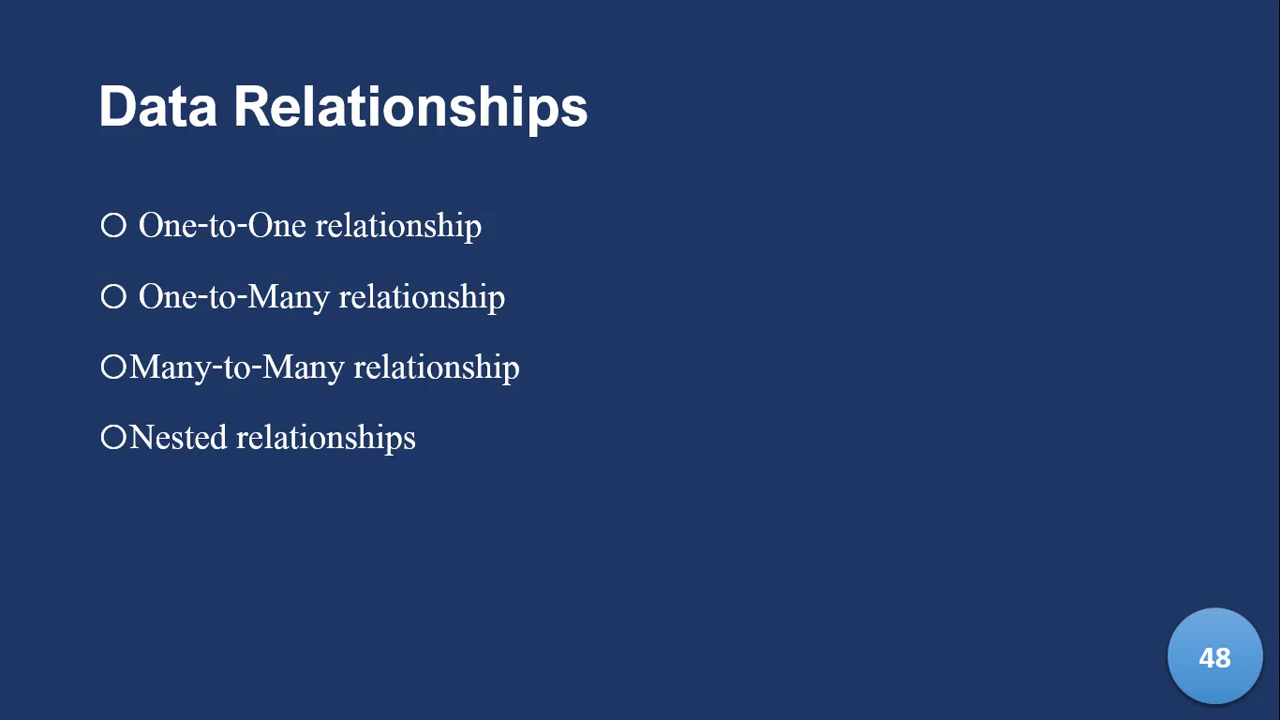 Data Relationships
One-to-One relationship
One-to-Many relationship
Many-to-Many relationship
Nested relationships
48